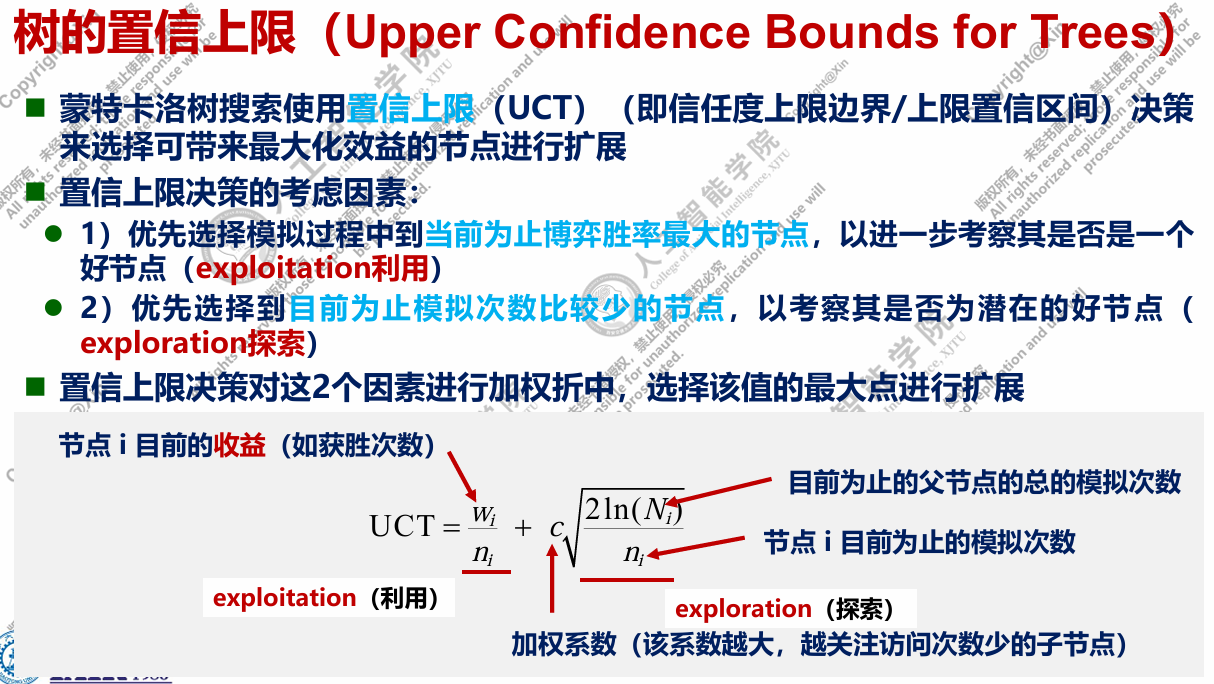 树的置信上限（Upper Confidence Bounds for Trees）
蒙特卡洛树搜索使用置信上限（UCT）（即信任度上限边界/上限置信区间）决策
来选择可带来最大化效益的节点进行扩展
置信上限决策的考虑因素：
1）优先选择模拟过程中到当前为止博弈胜率最大的节点，以进一步考察其是否是一个
好节点（exploitation利用）
2）优先选择到目前为止模拟次数比较少的节点，以考察其是否为潜在的好节点（
exploration探索）
置信上限决策对这2个因素进行加权折中，选择该值的最大点进行扩展
节点 i 目前的收益（如获胜次数）
目前为止的父节点的总的模拟次数
UCT = wi/ni + c√(2ln(Ni)/ni)
节点 i 目前为止的模拟次数
exploitation（利用）
exploration（探索）
加权系数（该系数越大，越关注访问次数少的子节点）